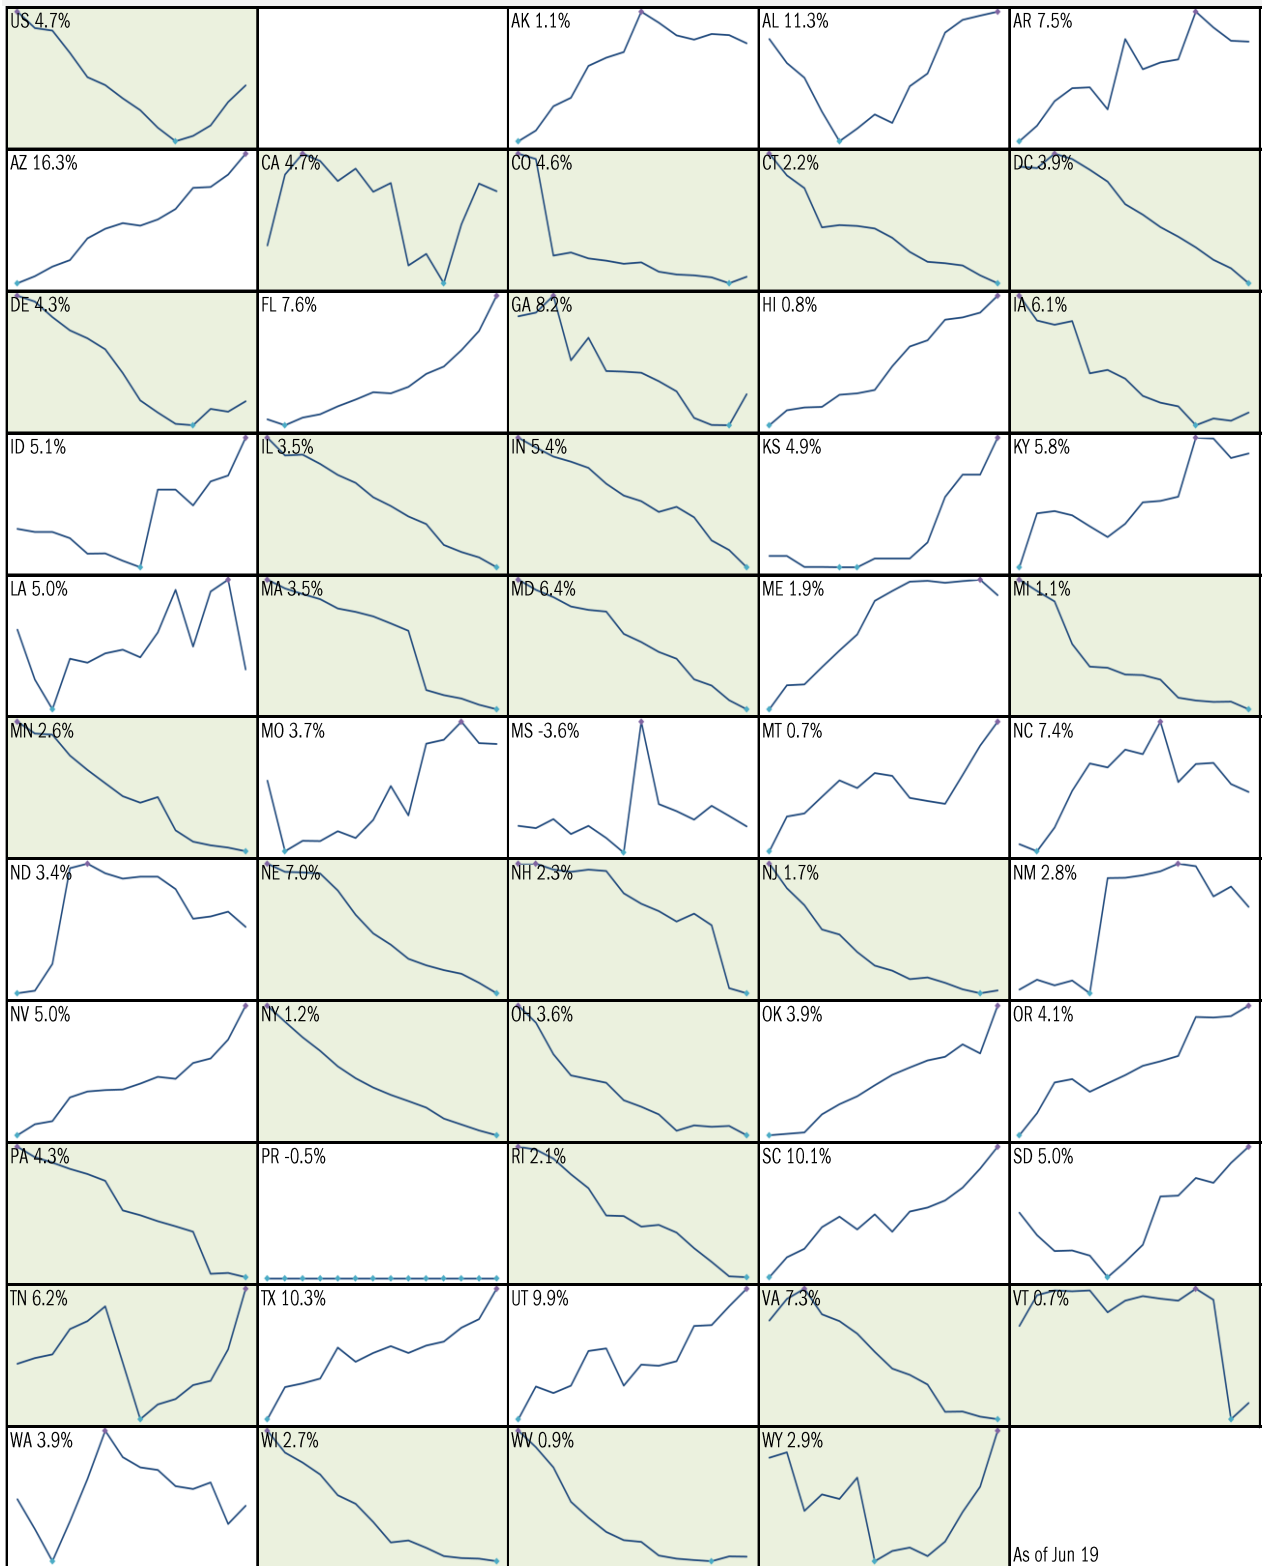 US 4.7%
AK 1.1%
AL 11.3%
AR 7.5%
AZ 16.3%
CA 4.7%
CO 4.6%
CT 2.2%
DC 3.9%
DE 4.3%
FL 7.6%
GA 8.2%
HI 0.8%
IA 6.1%
ID 5.1%
IL 3.5%
IN 5.4%
KS 4.9%
KY 5.8%
LA 5.0%
MA 3.5%
MD 6.4%
ME 1.9%
MI 1.1%
MN 2.6%
MO 3.7%
MS -3.6%
MT 0.7%
NC 7.4%
ND 3.4%
NE 7.0%
NH 2.3%
NJ 1.7%
NM 2.8%
NV 5.0%
NY 1.2%
OH 3.6%
OK 3.9%
OR 4.1%
PA 4.3%
PR -0.5%
RI 2.1%
SC 10.1%
SD 5.0%
TN 6.2%
TX 10.3%
UT 9.9%
VA 7.3%
VT 0.7%
WA 3.9%
WI 2.7%
WV 0.9%
WY 2.9%
As of Jun 19